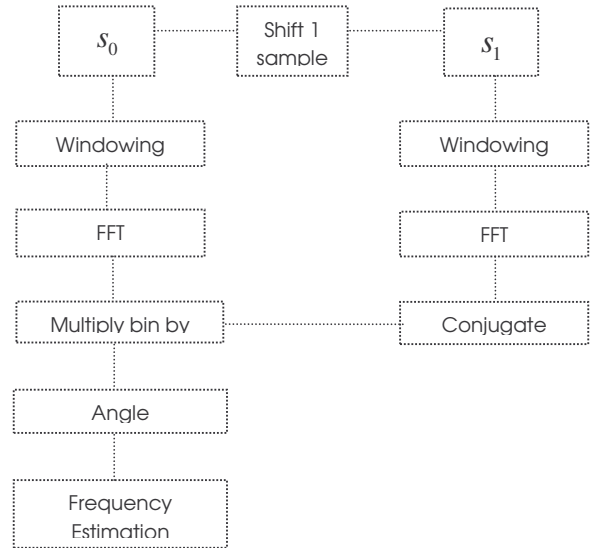 s₀
Shift 1
sample
s₁
Windowing
Windowing
FFT
FFT
Multiply bin by
Conjugate
Angle
Frequency
Estimation